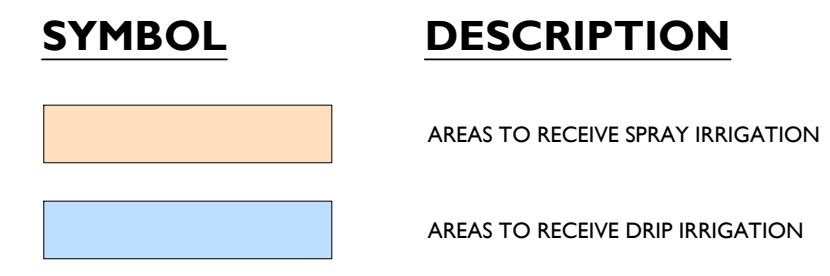 SYMBOL DESCRIPTION
AREAS TO RECEIVE SPRAY IRRIGATION
AREAS TO RECEIVE DRIP IRRIGATION